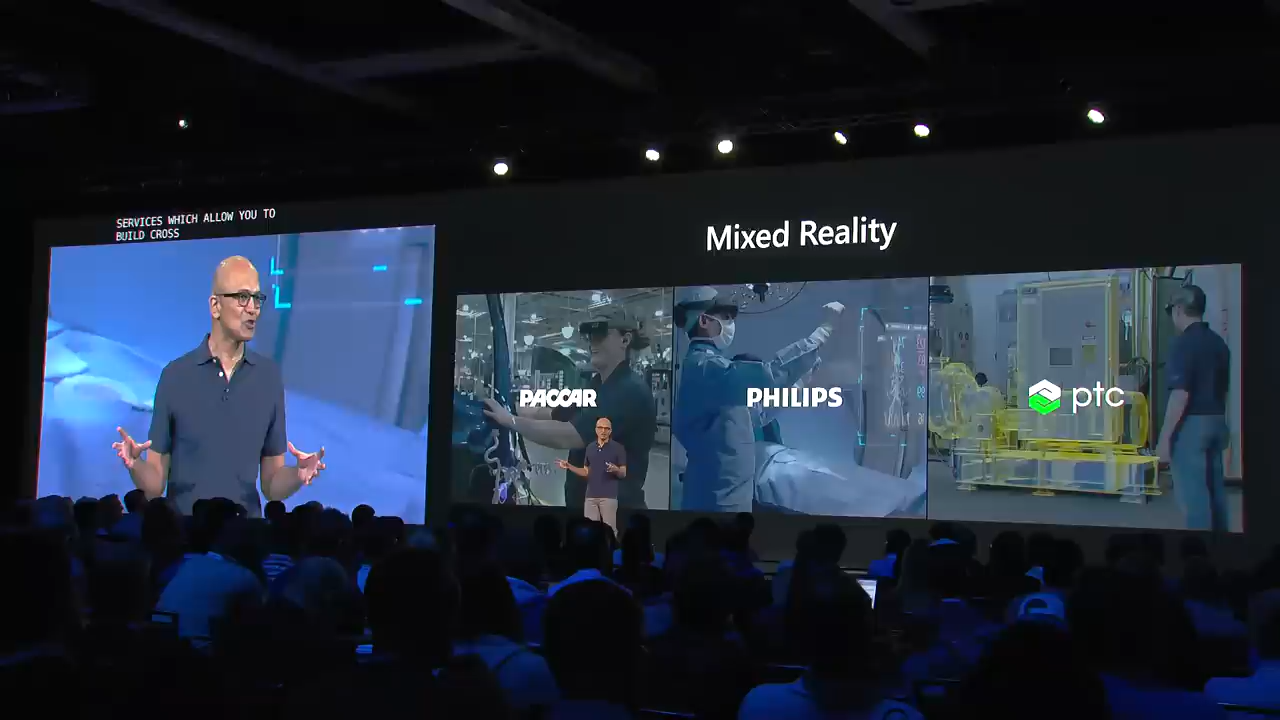 SERVICES WHICH ALLOW YOU TO
BUILD CROSS
Mixed Reality
PACCAR
PHILIPS
ptc